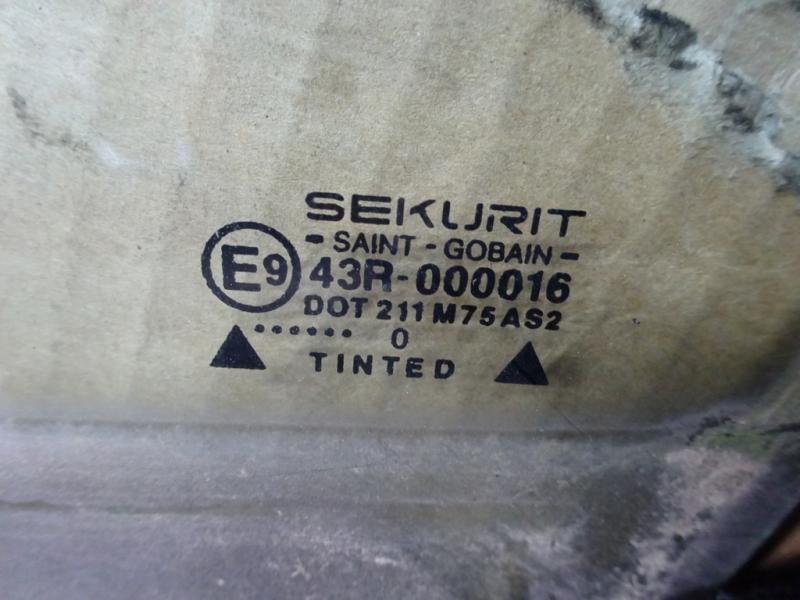 SEKURIT
- SAINT - GOBAIN -
E9 43R-000016
DOT 211 M75 AS2
...... 0
TINTED